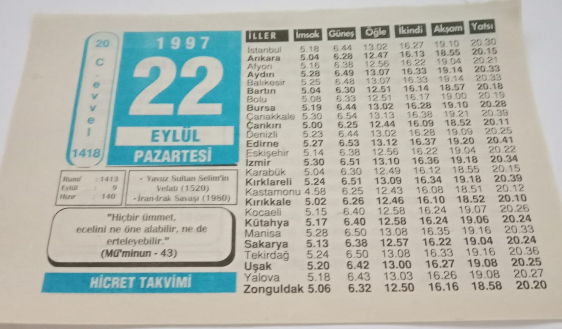 20
C.evvel
1418
1997
22
EYLÜL
PAZARTESİ
Rumi : 1413
Eylül 9
Hızır : 140
- Yavuz Sultan Selim'in
Vefatı (1520)
-İran-Irak Savaşı (1980)
"Hiçbir ümmet,
ecelini ne öne alabilir, ne de
erteleyebilir."
(Mü'minun - 43)
HİCRET TAKVİMİ
İLLER İmsak Güneş Öğle İkindi Akşam Yatsı
İstanbul 5.18 6.44 13.02 16.27 19.10 20.30
Ankara 5.04 6.28 12.47 16.13 18.55 20.15
Afyon 5.16 6.38 12.56 16.22 19.04 20.21
Aydın 5.28 6.49 13.07 16.33 19.14 20.33
Balıkesir 5.25 6.48 13.07 16.33 19.14 20.33
Bartın 5.04 6.30 12.51 16.14 18.57 20.18
Bolu 5.08 6.33 12.51 16.17 19.00 20.19
Bursa 5.19 6.44 13.02 16.28 19.10 20.28
Çanakkale 5.30 6.54 13.13 16.38 19.21 20.39
Çankırı 5.00 6.25 12.44 16.09 18.52 20.11
Denizli 5.23 6.44 13.02 16.28 19.09 20.25
Edirne 5.27 6.53 13.12 16.37 19.20 20.41
Eskişehir 5.14 6.38 12.56 16.22 19.04 20.22
İzmir 5.30 6.51 13.10 16.36 19.18 20.34
Karabük 5.04 6.30 12.49 16.12 18.55 20.15
Kırklareli 5.24 6.51 13.09 16.34 19.18 20.39
Kastamonu 4.58 6.25 12.43 16.08 18.51 20.12
Kırıkkale 5.02 6.26 12.46 16.10 18.52 20.10
Kocaeli 5.15 6.40 12.58 16.24 19.07 20.26
Kütahya 5.17 6.40 12.58 16.24 19.06 20.24
Manisa 5.28 6.50 13.08 16.35 19.16 20.33
Sakarya 5.13 6.38 12.57 16.22 19.04 20.24
Tekirdağ 5.24 6.50 13.08 16.33 19.16 20.36
Uşak 5.20 6.42 13.00 16.27 19.08 20.25
Yalova 5.18 6.43 13.03 16.26 19.08 20.27
Zonguldak 5.06 6.32 12.50 16.16 18.58 20.20